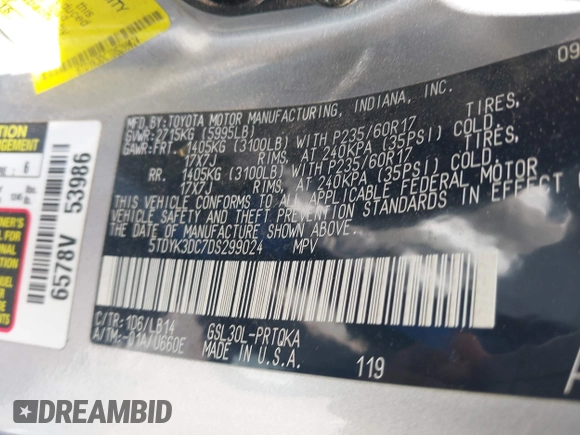 09
MFD.BY:TOYOTA MOTOR MANUFACTURING, INDIANA, INC.
GVWR:2715KG (5995LB)
GAWR:FRT. 1405KG (3100LB) WITH P235/60R17 TIRES,
17X7J RIMS, AT 240KPA (35PSI) COLD.
RR. 1405KG (3100LB) WITH P235/60R17 TIRES,
17X7J RIMS, AT 240KPA (35PSI) COLD.
THIS VEHICLE CONFORMS TO ALL APPLICABLE FEDERAL MOTOR
VEHICLE SAFETY AND THEFT PREVENTION STANDARDS IN EFFECT ON
THE DATE OF MANUFACTURE SHOWN ABOVE.
5TDYK3DC7DS299024 MPV
C/TR:1D6/LB14
A/TM:-01A/U660E
GSL30L-PRTQKA
MADE IN U.S.A.
119
6578V 53986
6
DREAMBID